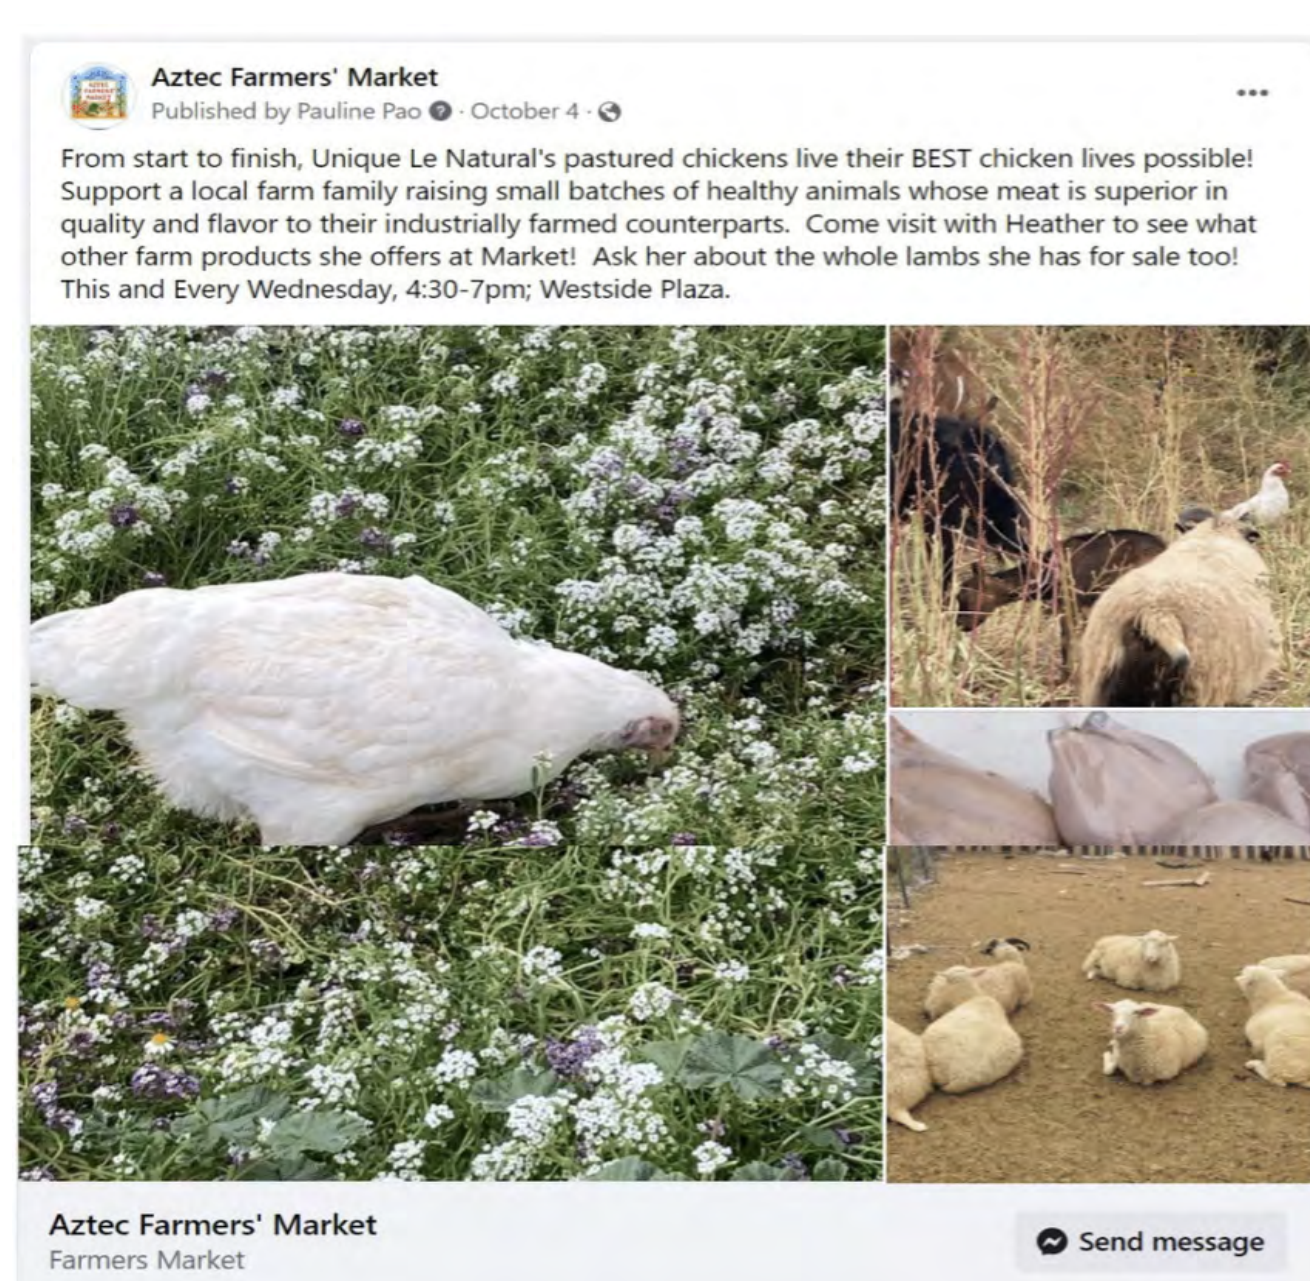 Aztec Farmers' Market
Published by Pauline Pao · October 4 ·
From start to finish, Unique Le Natural's pastured chickens live their BEST chicken lives possible!
Support a local farm family raising small batches of healthy animals whose meat is superior in
quality and flavor to their industrially farmed counterparts.  Come visit with Heather to see what
other farm products she offers at Market!  Ask her about the whole lambs she has for sale too!
This and Every Wednesday, 4:30-7pm; Westside Plaza.
Aztec Farmers' Market
Farmers Market
Send message